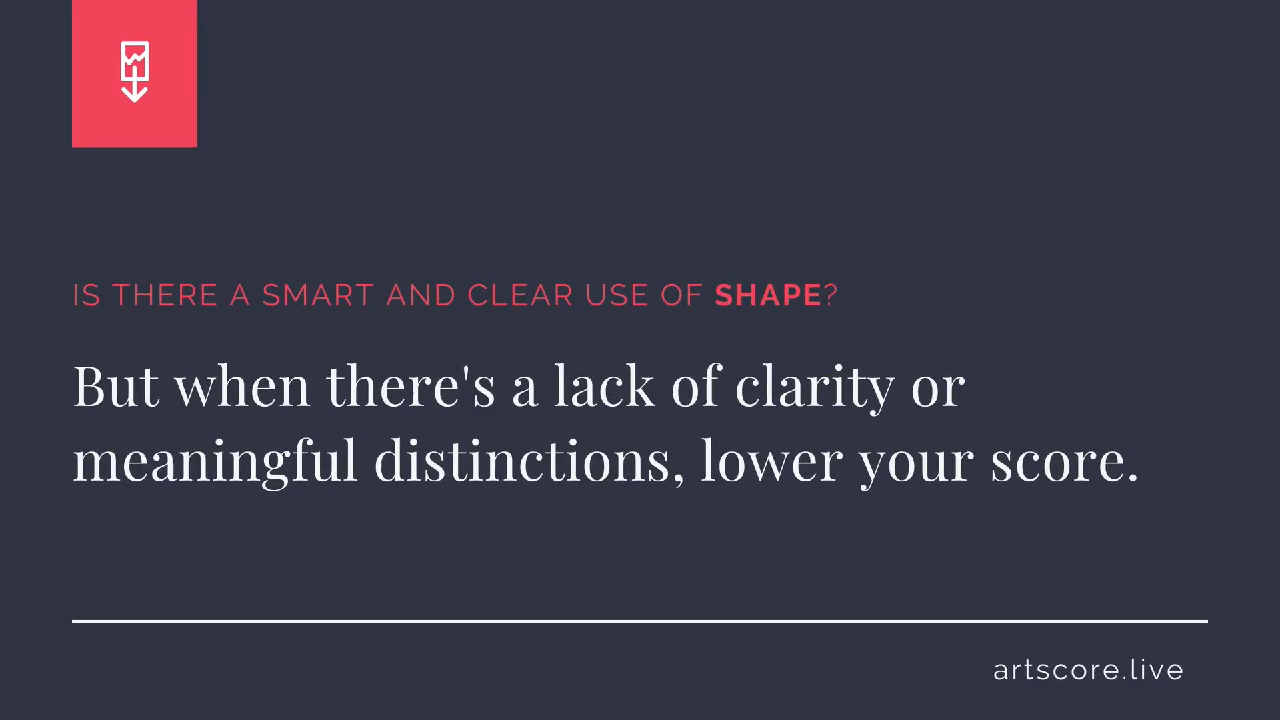 IS THERE A SMART AND CLEAR USE OF SHAPE?
But when there's a lack of clarity or
meaningful distinctions, lower your score.
artscore.live